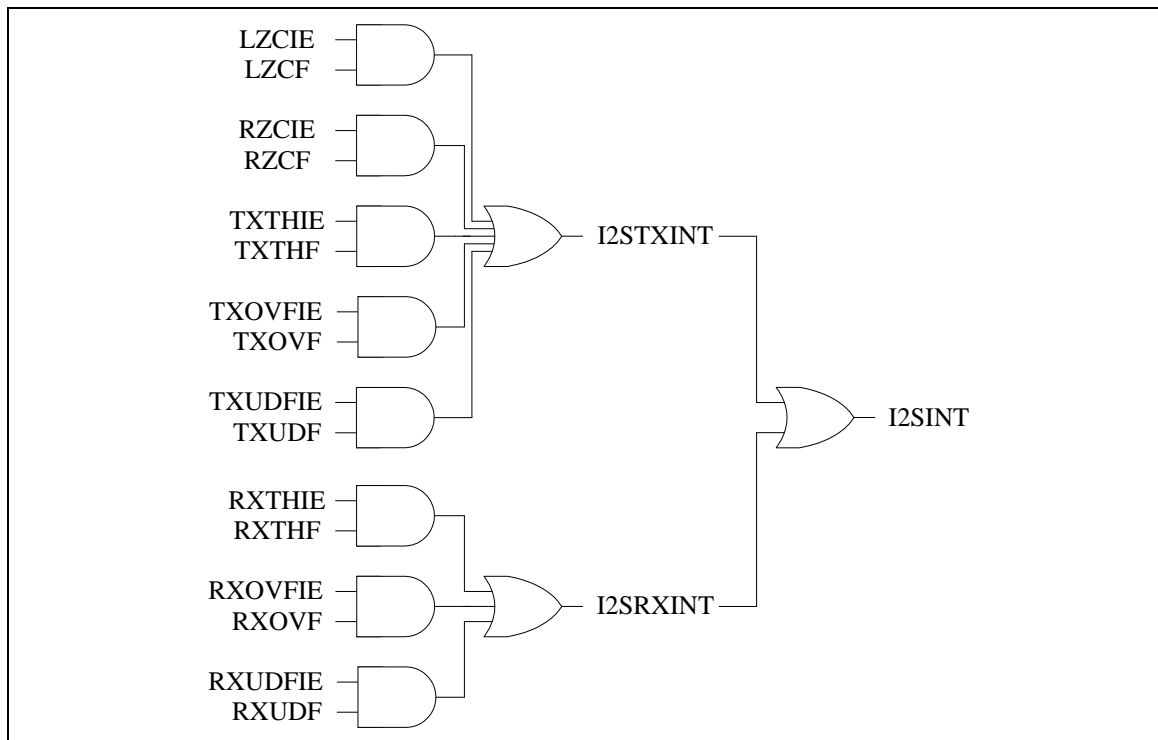 LZCIE
LZCF
RZCIE
RZCF
TXTHIE
TXTHF
I2STXINT
TXOVFIE
TXOVF
TXUDFIE
TXUDF
I2SINT
RXTHIE
RXTHF
RXOVFIE
RXOVF
I2SRXINT
RXUDFIE
RXUDF